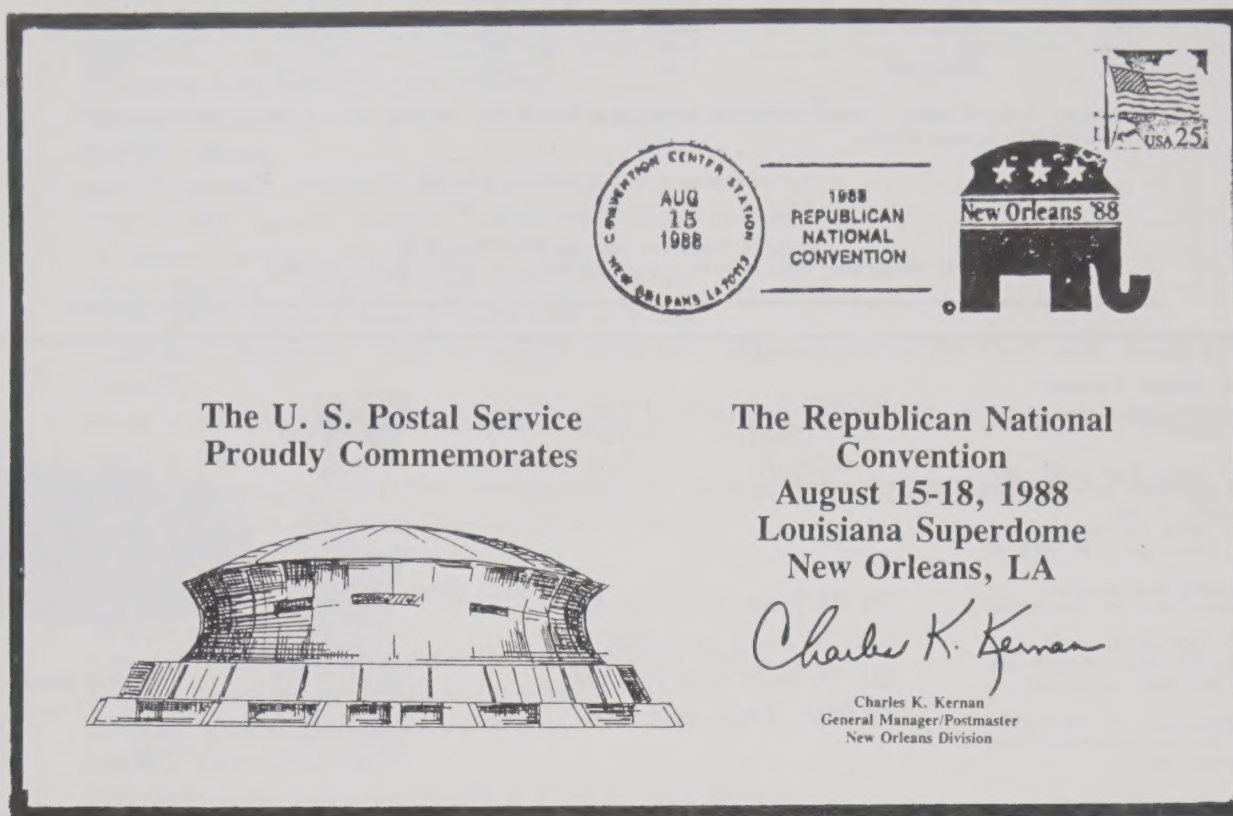 USA 25
CONVENTION CENTER STATION
AUG
15
1988
NEW ORLEANS LA 70113
1988
REPUBLICAN
NATIONAL
CONVENTION
New Orleans '88
The U. S. Postal Service
Proudly Commemorates
The Republican National
Convention
August 15-18, 1988
Louisiana Superdome
New Orleans, LA
Charles K. Kernan
Charles K. Kernan
General Manager/Postmaster
New Orleans Division